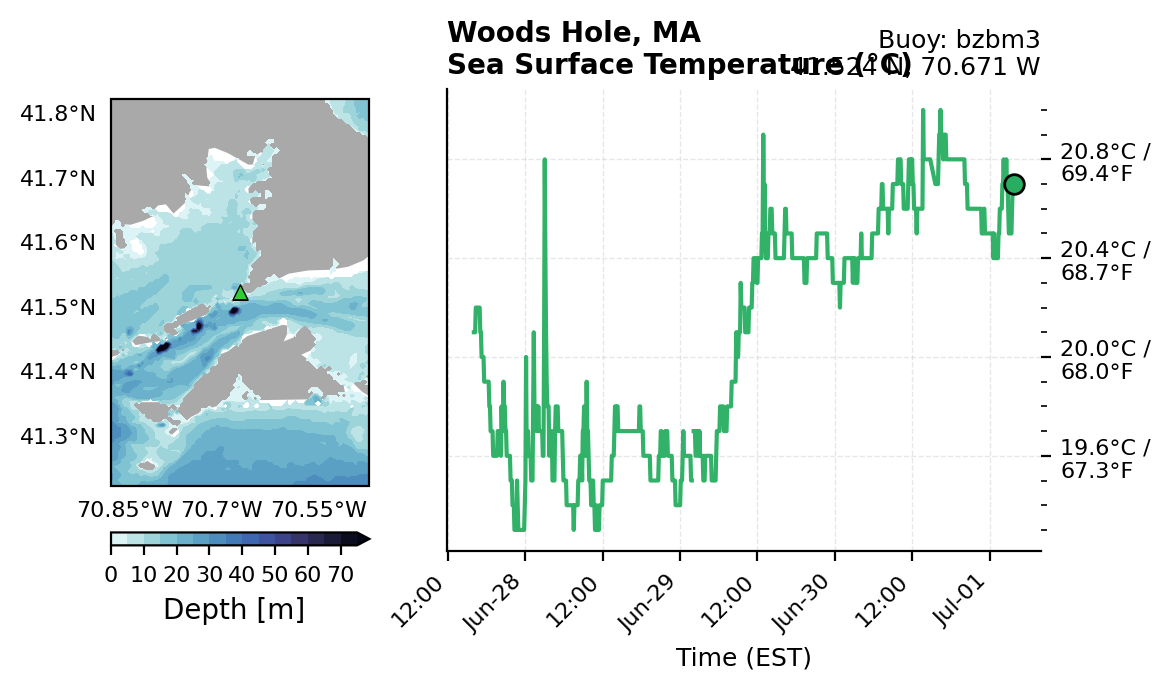 Woods Hole, MA
Sea Surface Temperature (°C)
Buoy: bzbm3
41.524 N, 70.671 W
41.8°N
41.7°N
41.6°N
41.5°N
41.4°N
41.3°N
70.85°W 70.7°W 70.55°W
0 10 20 30 40 50 60 70
Depth [m]
20.8°C /
69.4°F
20.4°C /
68.7°F
20.0°C /
68.0°F
19.6°C /
67.3°F
12:00 Jun-28 12:00 Jun-29 12:00 Jun-30 12:00 Jul-01
Time (EST)